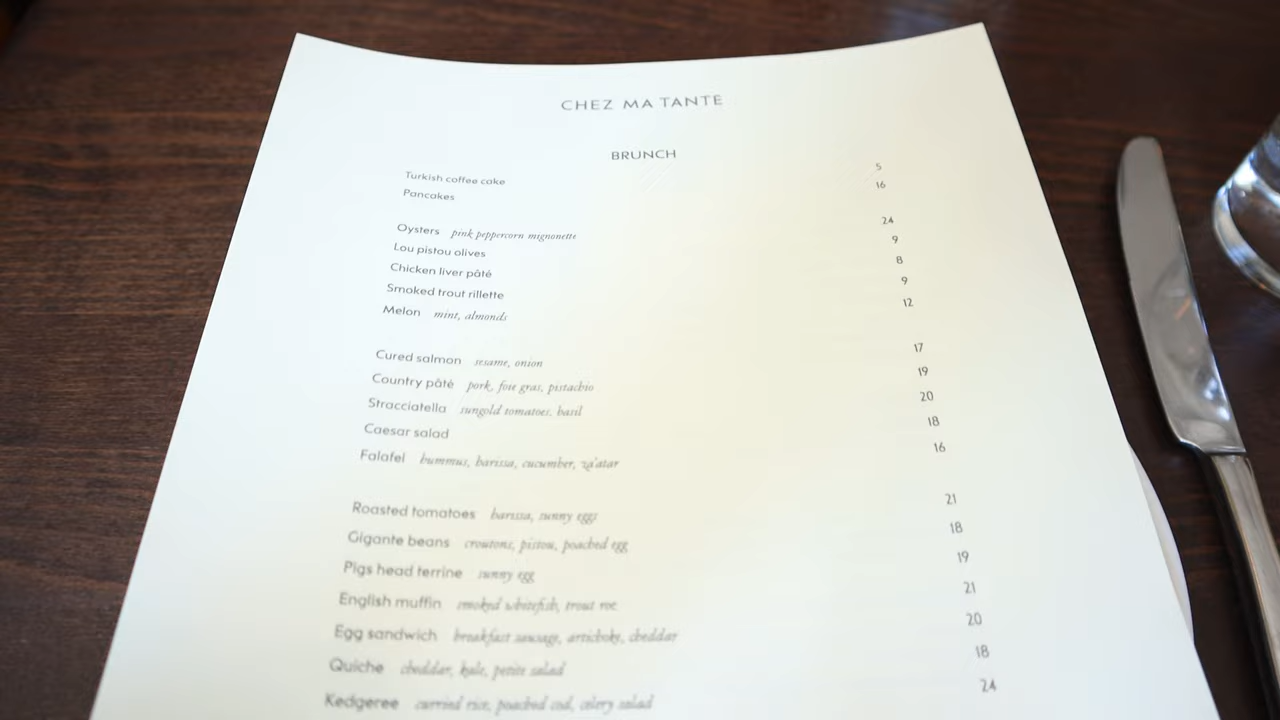 CHEZ MA TANTE
BRUNCH
Turkish coffee cake 5
Pancakes 16
Oysters pink peppercorn mignonette 24
Lou pistou olives 9
Chicken liver pâté 8
Smoked trout rillette 9
Melon mint, almonds 12
Cured salmon sesame, onion 17
Country pâté pork, foie gras, pistachio 19
Stracciatella sungold tomatoes, basil 20
Caesar salad 18
Falafel hummus, harissa, cucumber, za'atar 16
Roasted tomatoes harissa, sunny eggs 21
Gigante beans croutons, pistou, poached egg 18
Pigs head terrine sunny egg 19
English muffin smoked whitefish, trout roe 21
Egg sandwich breakfast sausage, artichoke, cheddar 20
Quiche cheddar, kale, petite salad 18
Kedgeree curried rice, poached cod, celery salad 24